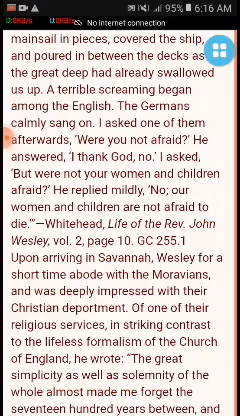 0:0KB/s U:0KB/s 95% 6:16 AM
No internet connection
mainsail in pieces, covered the ship,
and poured in between the decks as if
the great deep had already swallowed
us up. A terrible screaming began
among the English. The Germans
calmly sang on. I asked one of them
afterwards, ‘Were you not afraid?’ He
answered, ‘I thank God, no.’ I asked,
‘But were not your women and children
afraid?’ He replied mildly, ‘No; our
women and children are not afraid to
die.’”—Whitehead, Life of the Rev. John
Wesley, vol. 2, page 10. GC 255.1
Upon arriving in Savannah, Wesley for a
short time abode with the Moravians,
and was deeply impressed with their
Christian deportment. Of one of their
religious services, in striking contrast
to the lifeless formalism of the Church
of England, he wrote: “The great
simplicity as well as solemnity of the
whole almost made me forget the
seventeen hundred years between, and